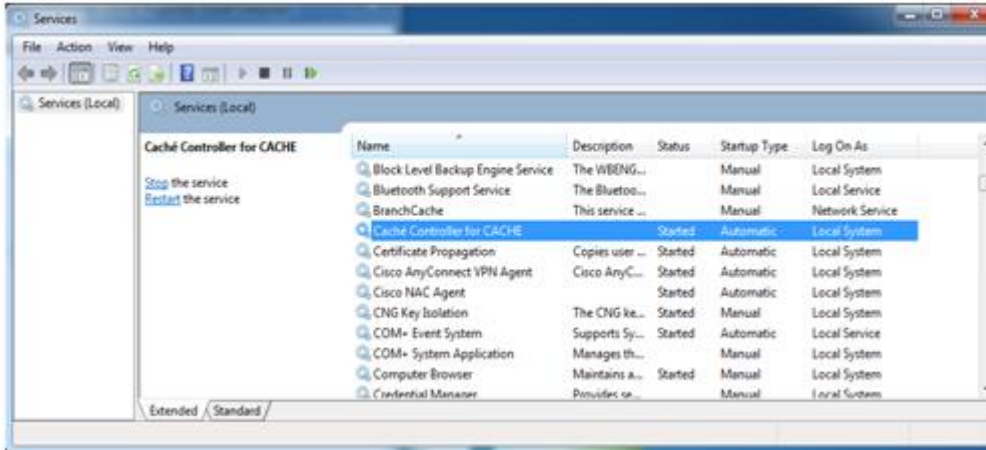 Services
File Action View Help
Services (Local)
Services (Local)
Caché Controller for CACHE
Stop the service
Restart the service
Name Description Status Startup Type Log On As
Block Level Backup Engine Service The WBENG... Manual Local System
Bluetooth Support Service The Bluetoo... Manual Local Service
BranchCache This service ... Manual Network Service
Caché Controller for CACHE Started Automatic Local System
Certificate Propagation Copies user ... Started Automatic Local System
Cisco AnyConnect VPN Agent Cisco AnyC... Started Automatic Local System
Cisco NAC Agent Started Automatic Local System
CNG Key Isolation The CNG ke... Started Manual Local System
COM+ Event System Supports Sy... Started Automatic Local Service
COM+ System Application Manages th... Manual Local System
Computer Browser Maintains a... Started Manual Local System
Credential Manager Provides se... Manual Local System
Extended Standard